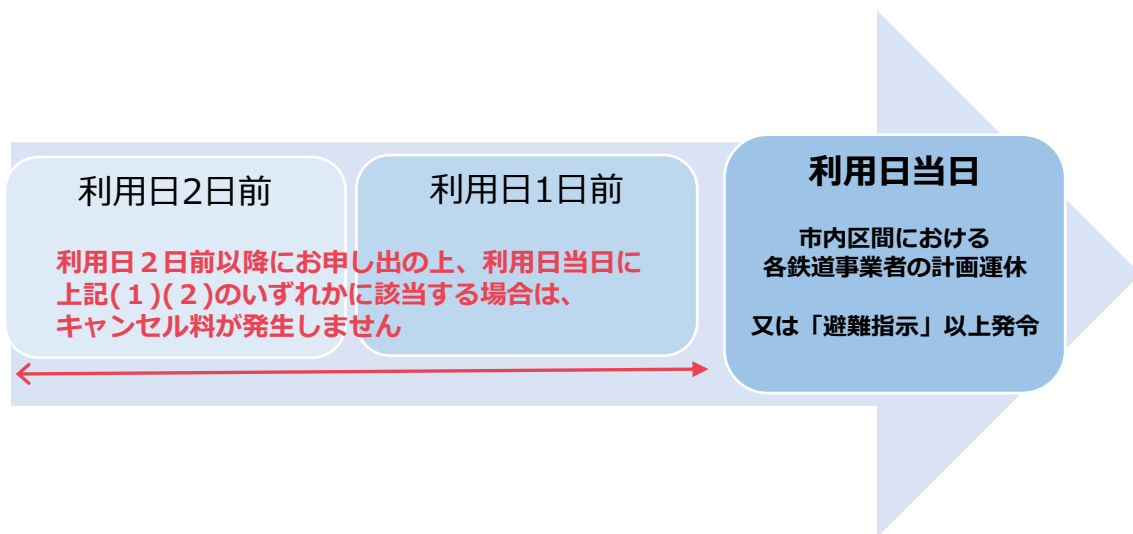 利用日2日前
利用日1日前
利用日２日前以降にお申し出の上、利用日当日に
上記(１)(２)のいずれかに該当する場合は、
キャンセル料が発生しません
利用日当日
市内区間における
各鉄道事業者の計画運休
又は「避難指示」以上発令